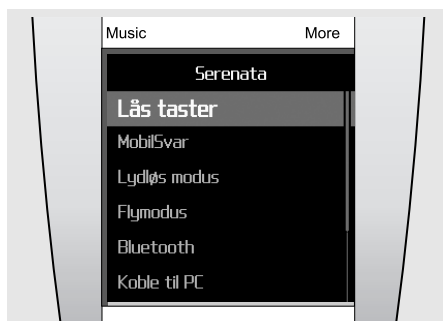 Music More
Serenata
Lås taster
MobilSvar
Lydløs modus
Flymodus
Bluetooth
Koble til PC